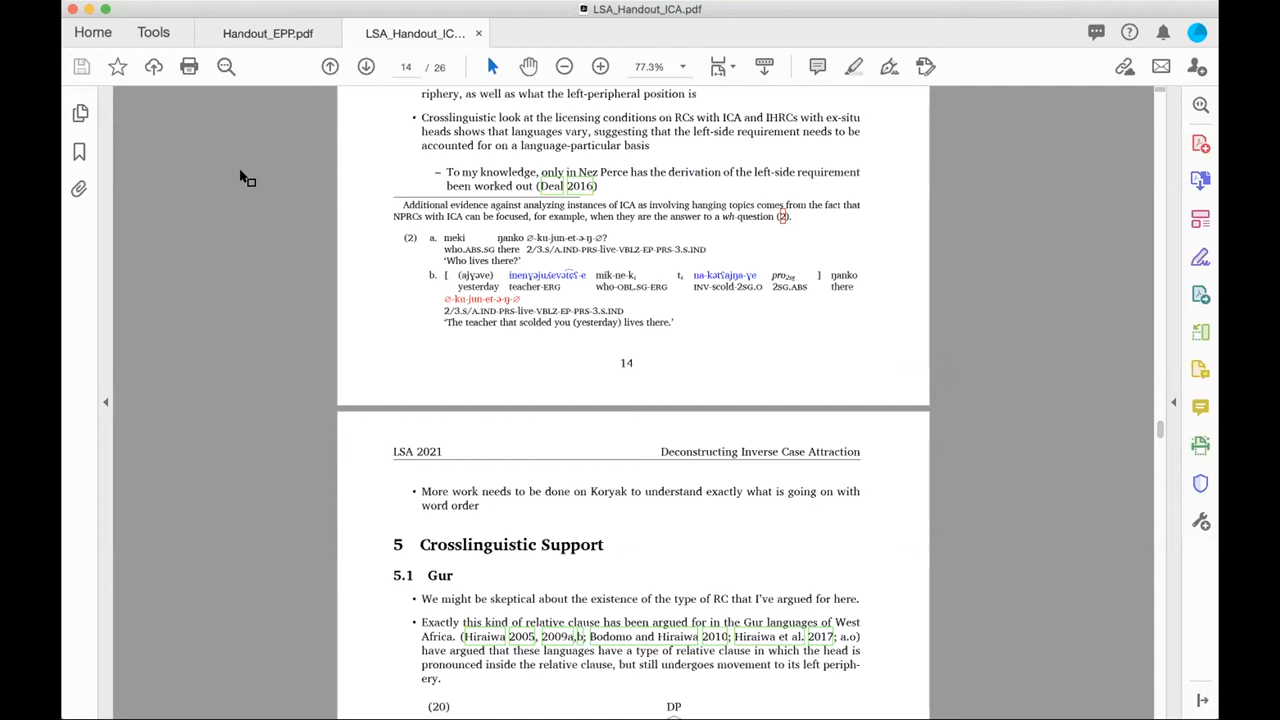 LSA_Handout_ICA.pdf
Home Tools Handout_EPP.pdf LSA_Handout_IC... ×
14 / 26 77.3%
riphery, as well as what the left-peripheral position is
• Crosslinguistic look at the licensing conditions on RCs with ICA and IHRCs with ex-situ
heads shows that languages vary, suggesting that the left-side requirement needs to be
accounted for on a language-particular basis
– To my knowledge, only in Nez Perce has the derivation of the left-side requirement
been worked out (Deal 2016)
Additional evidence against analyzing instances of ICA as involving hanging topics comes from the fact that
NPRCs with ICA can be focused, for example, when they are the answer to a wh-question (2).
(2) a. meki ŋanko ∅-ku-jun-et-ə-ŋ-∅?
who.ABS.SG there 2/3.S/A.IND-PRS-live-VBLZ-EP-PRS-3.S.IND
'Who lives there?'
b. [ (ajɣəve) mik-ne-kᵢ tᵢ pro₂sg ] ŋanko
yesterday teacher-ERG who-OBL.SG-ERG INV-scold-2SG.O 2SG.ABS there
∅-ku-jun-et-ə-ŋ-∅
2/3.S/A.IND-PRS-live-VBLZ-EP-PRS-3.S.IND
'The teacher that scolded you (yesterday) lives there.'
14
LSA 2021 Deconstructing Inverse Case Attraction
• More work needs to be done on Koryak to understand exactly what is going on with
word order
5 Crosslinguistic Support
5.1 Gur
• We might be skeptical about the existence of the type of RC that I've argued for here.
• Exactly this kind of relative clause has been argued for in the Gur languages of West
Africa. (Hiraiwa 2005, 2009a,b; Bodomo and Hiraiwa 2010; Hiraiwa et al. 2017; a.o)
have argued that these languages have a type of relative clause in which the head is
pronounced inside the relative clause, but still undergoes movement to its left periph-
ery.
(20) DP